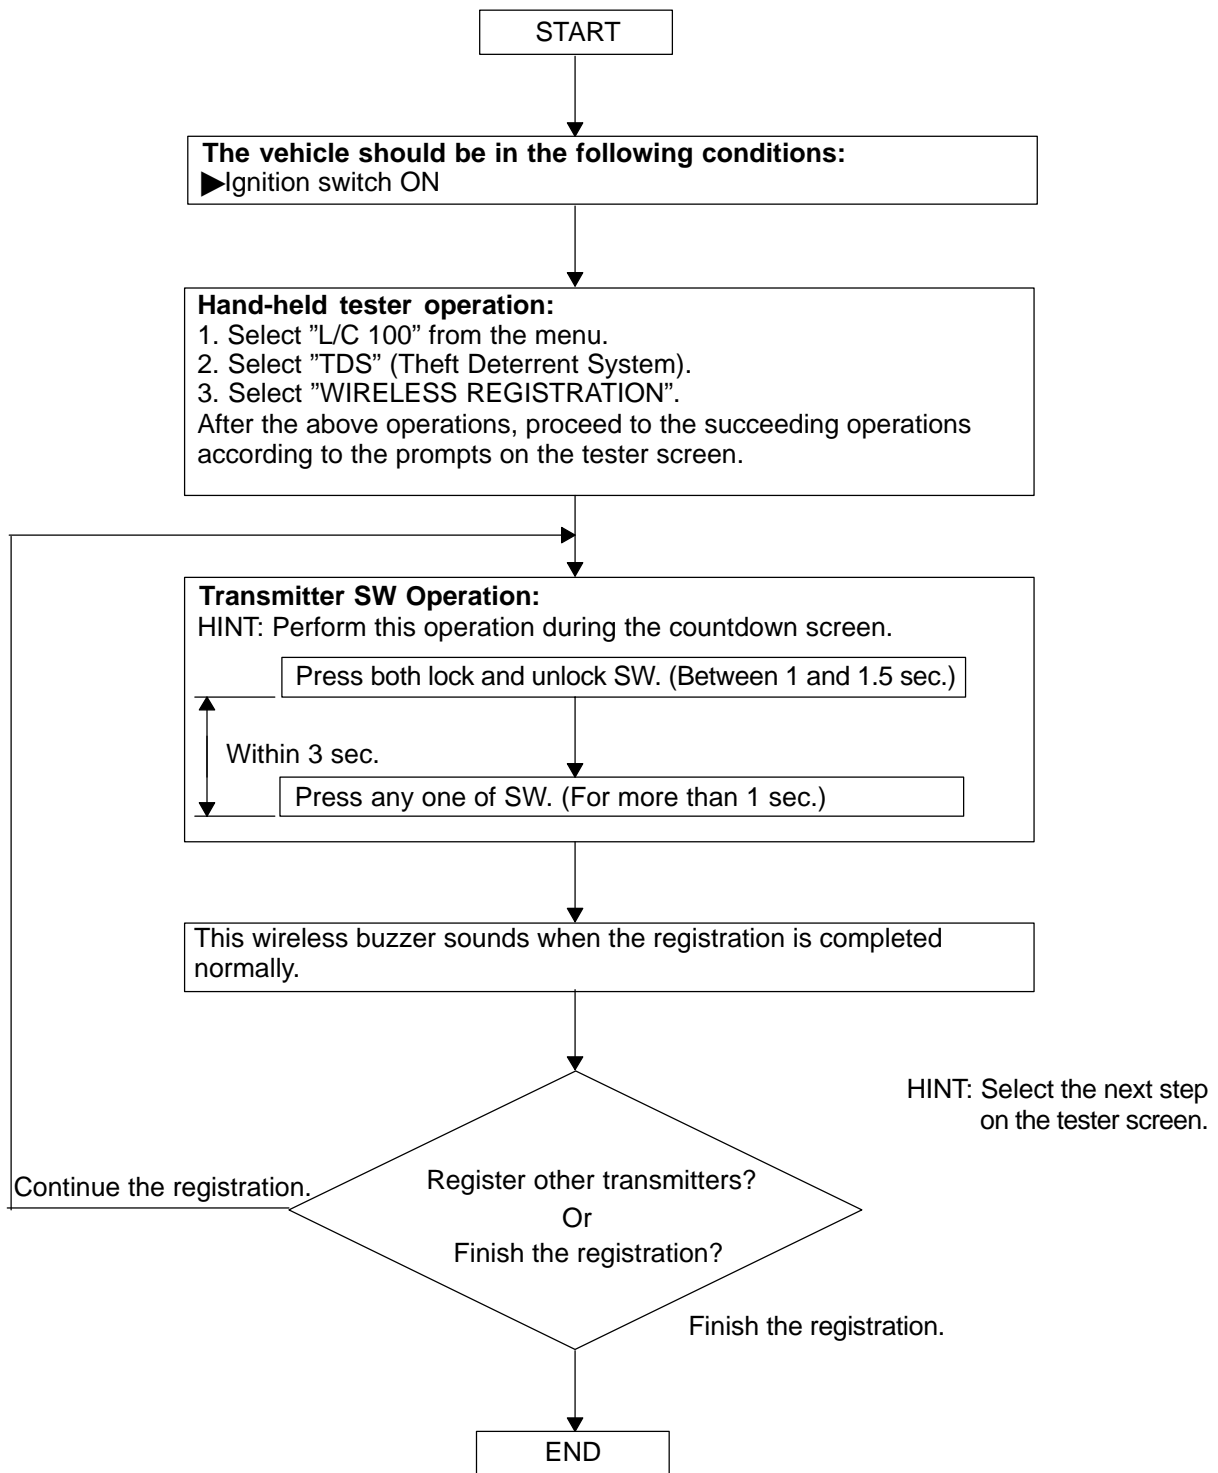 START
The vehicle should be in the following conditions:
▶Ignition switch ON
Hand-held tester operation:
1. Select ”L/C 100” from the menu.
2. Select ”TDS” (Theft Deterrent System).
3. Select ”WIRELESS REGISTRATION”.
After the above operations, proceed to the succeeding operations
according to the prompts on the tester screen.
Transmitter SW Operation:
HINT: Perform this operation during the countdown screen.
Press both lock and unlock SW. (Between 1 and 1.5 sec.)
Within 3 sec.
Press any one of SW. (For more than 1 sec.)
This wireless buzzer sounds when the registration is completed
normally.
HINT: Select the next step
on the tester screen.
Continue the registration.
Register other transmitters?
Or
Finish the registration?
Finish the registration.
END